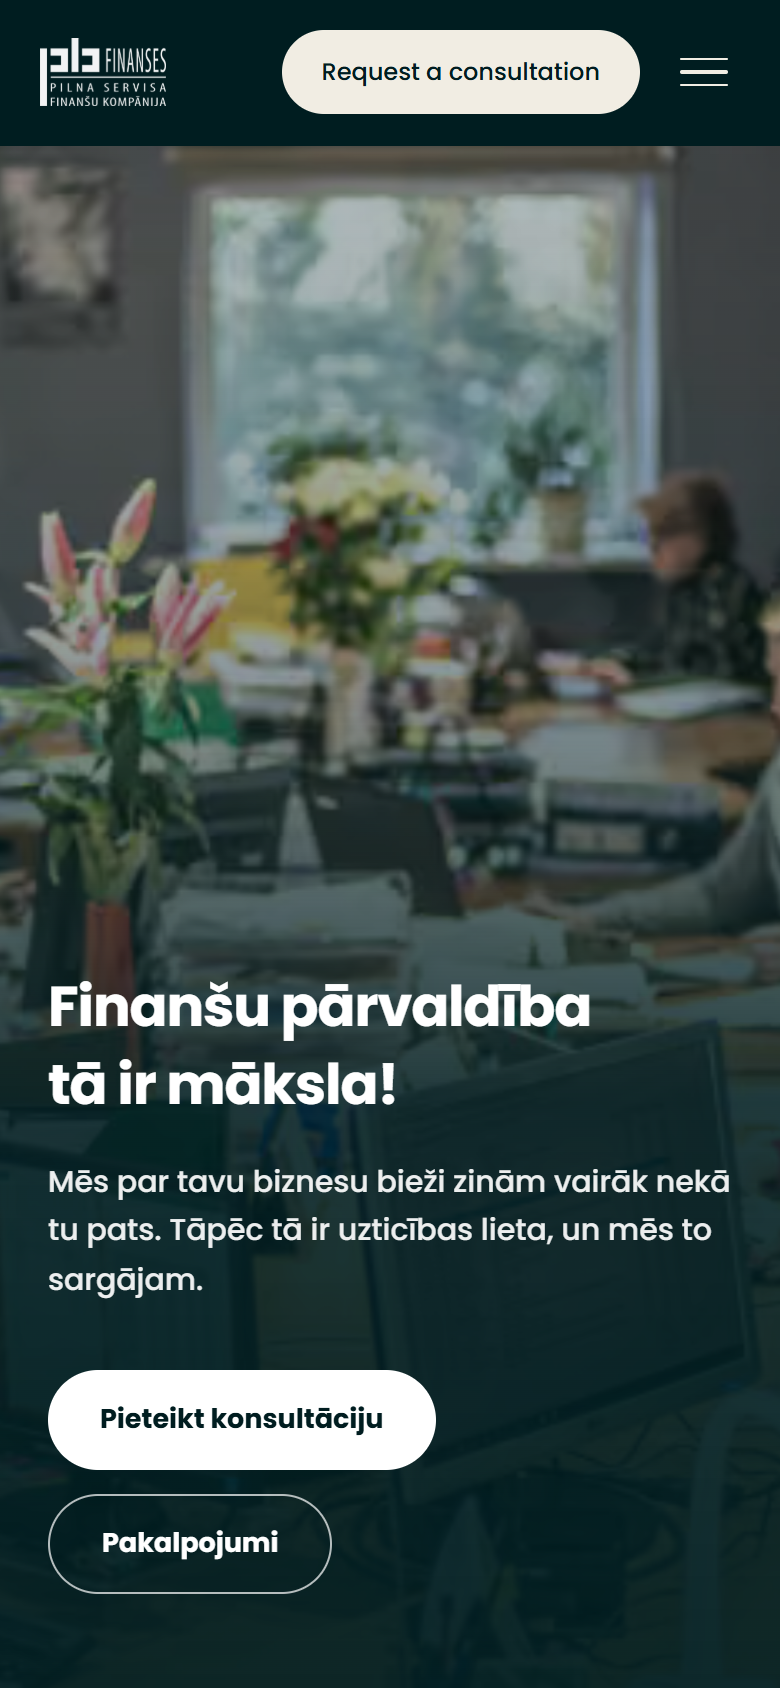 plb FINANSES
PILNA SERVISA
FINANŠU KOMPĀNIJA
Request a consultation
Finanšu pārvaldība
tā ir māksla!
Mēs par tavu biznesu bieži zinām vairāk nekā
tu pats. Tāpēc tā ir uzticības lieta, un mēs to
sargājam.
Pieteikt konsultāciju
Pakalpojumi